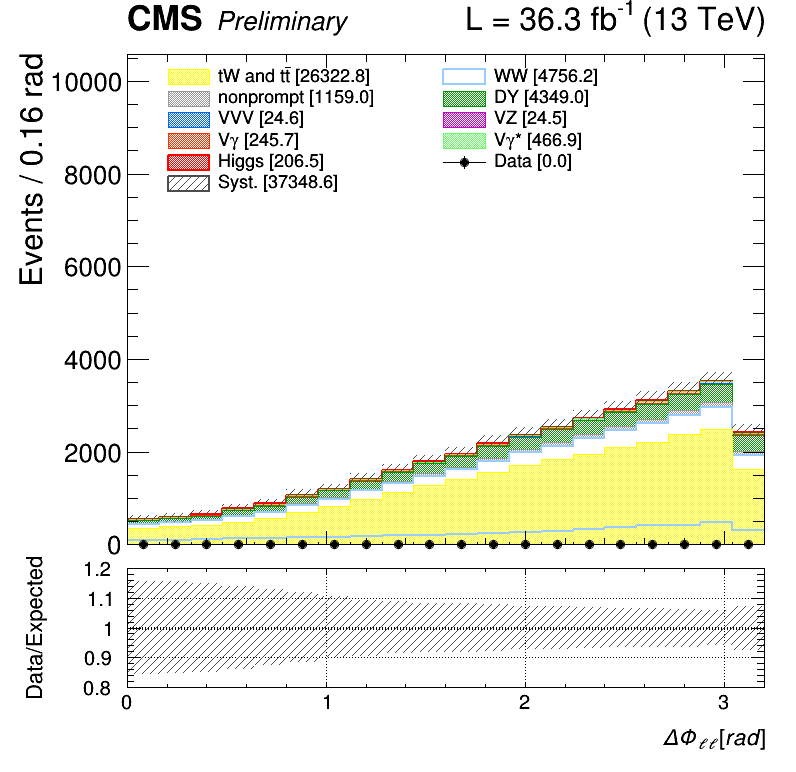 CMS Preliminary L = 36.3 fb⁻¹ (13 TeV)
Events / 0.16 rad
10000
8000
6000
4000
2000
0
tW and tt̄ [26322.8]
nonprompt [1159.0]
VVV [24.6]
Vγ [245.7]
Higgs [206.5]
Syst. [37348.6]
WW [4756.2]
DY [4349.0]
VZ [24.5]
Vγ* [466.9]
Data [0.0]
Data/Expected
1.2
1.1
1
0.9
0.8
0 1 2 3
ΔΦℓℓ[rad]